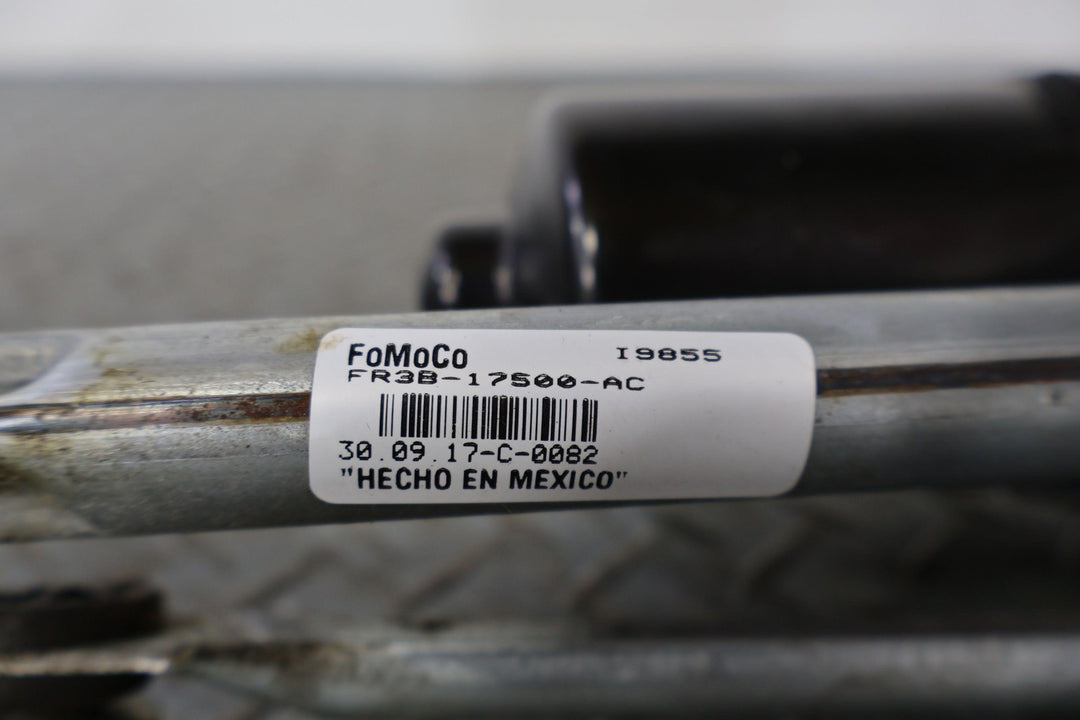 FoMoCo I9855
FR3B-17500-AC
30.09.17-C-0082
"HECHO EN MEXICO"